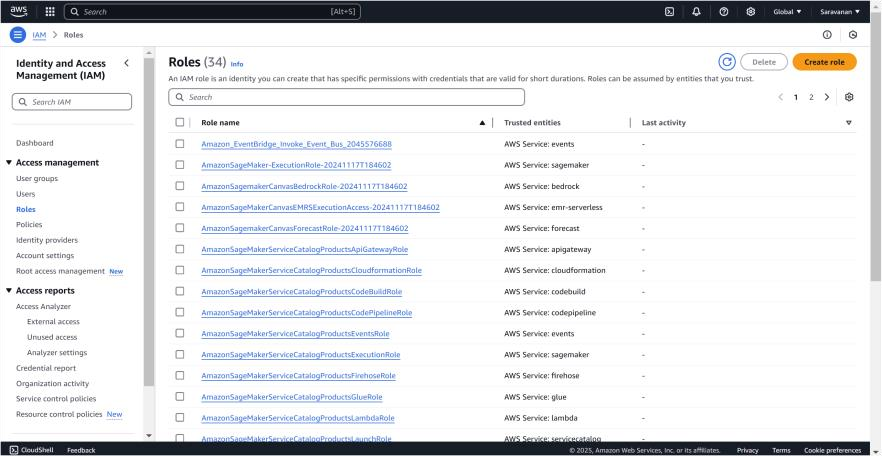 aws
Search [Alt+S]
Global ▼ Saravanan ▼
IAM > Roles
Identity and Access Management (IAM)
Search IAM
Dashboard
Access management
User groups
Users
Roles
Policies
Identity providers
Account settings
Root access management New
Access reports
Access Analyzer
External access
Unused access
Analyzer settings
Credential report
Organization activity
Service control policies
Resource control policies New
Roles (34) Info
Delete
Create role
An IAM role is an identity you can create that has specific permissions with credentials that are valid for short durations. Roles can be assumed by entities that you trust.
Search
< 1 2 >
Role name ▲ Trusted entities Last activity
Amazon_EventBridge_Invoke_Event_Bus_2045576688 AWS Service: events -
AmazonSageMaker-ExecutionRole-20241117T184602 AWS Service: sagemaker -
AmazonSagemakerCanvasBedrockRole-20241117T184602 AWS Service: bedrock -
AmazonSageMakerCanvasEMRSExecutionAccess-20241117T184602 AWS Service: emr-serverless -
AmazonSagemakerCanvasForecastRole-20241117T184602 AWS Service: forecast -
AmazonSageMakerServiceCatalogProductsApiGatewayRole AWS Service: apigateway -
AmazonSageMakerServiceCatalogProductsCloudformationRole AWS Service: cloudformation -
AmazonSageMakerServiceCatalogProductsCodeBuildRole AWS Service: codebuild -
AmazonSageMakerServiceCatalogProductsCodePipelineRole AWS Service: codepipeline -
AmazonSageMakerServiceCatalogProductsEventsRole AWS Service: events -
AmazonSageMakerServiceCatalogProductsExecutionRole AWS Service: sagemaker -
AmazonSageMakerServiceCatalogProductsFirehoseRole AWS Service: firehose -
AmazonSageMakerServiceCatalogProductsGlueRole AWS Service: glue -
AmazonSageMakerServiceCatalogProductsLambdaRole AWS Service: lambda -
AmazonSageMakerServiceCatalogProductsLaunchRole AWS Service: servicecatalog -
CloudShell Feedback © 2025, Amazon Web Services, Inc. or its affiliates. Privacy Terms Cookie preferences